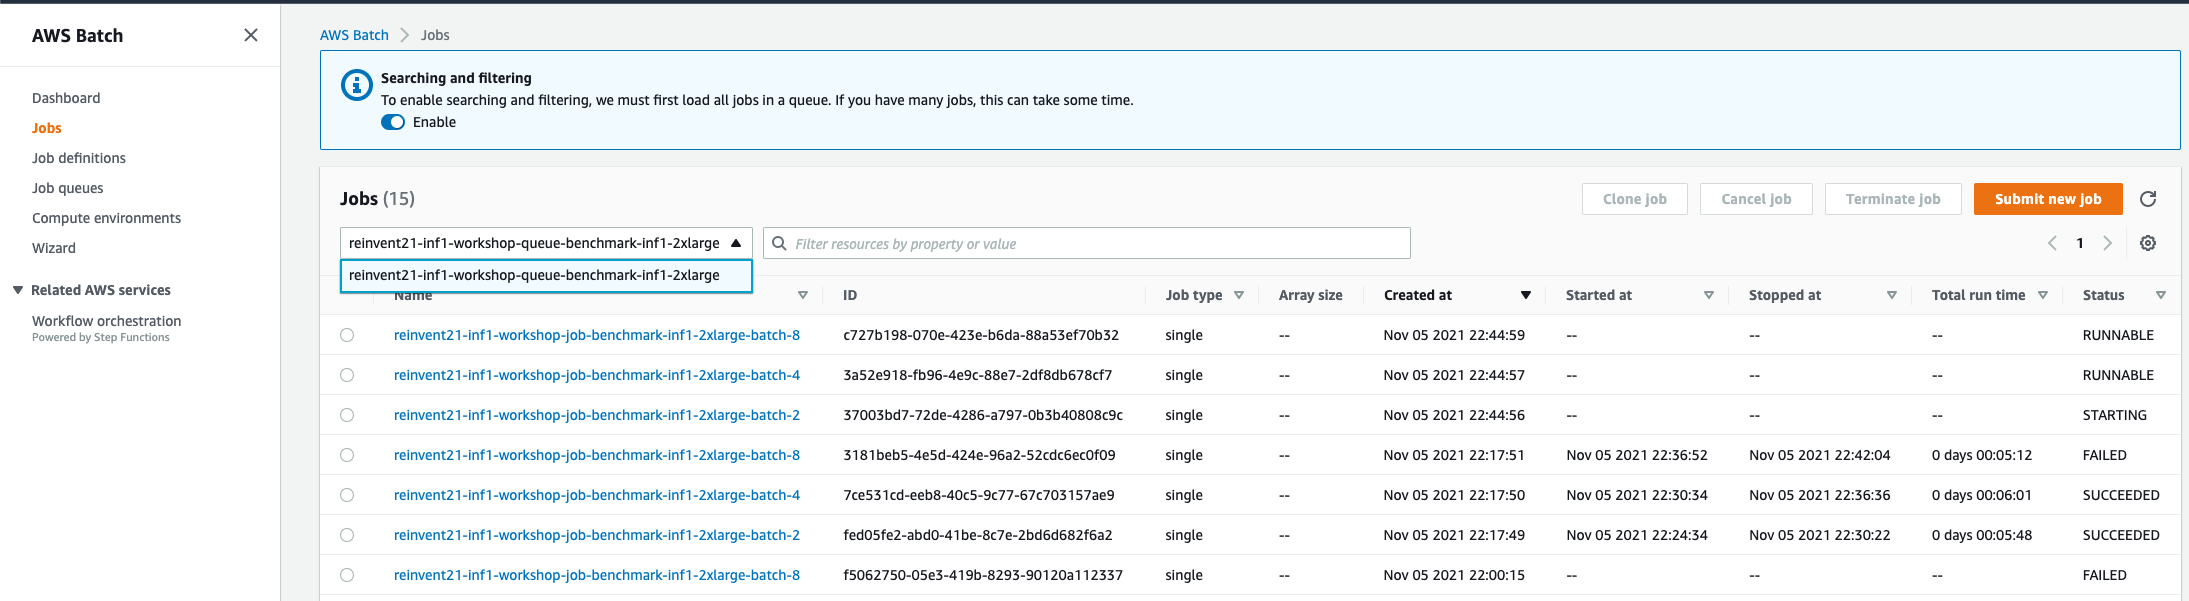 AWS Batch
Dashboard
Jobs
Job definitions
Job queues
Compute environments
Wizard
Related AWS services
Workflow orchestration
Powered by Step Functions
AWS Batch > Jobs
Searching and filtering
To enable searching and filtering, we must first load all jobs in a queue. If you have many jobs, this can take some time.
Enable
Jobs (15) Clone job Cancel job Terminate job Submit new job
reinvent21-inf1-workshop-queue-benchmark-inf1-2xlarge Filter resources by property or value 1
reinvent21-inf1-workshop-queue-benchmark-inf1-2xlarge
Name ID Job type Array size Created at Started at Stopped at Total run time Status
reinvent21-inf1-workshop-job-benchmark-inf1-2xlarge-batch-8 c727b198-070e-423e-b6da-88a53ef70b32 single -- Nov 05 2021 22:44:59 -- -- -- RUNNABLE
reinvent21-inf1-workshop-job-benchmark-inf1-2xlarge-batch-4 3a52e918-fb96-4e9c-88e7-2df8db678cf7 single -- Nov 05 2021 22:44:57 -- -- -- RUNNABLE
reinvent21-inf1-workshop-job-benchmark-inf1-2xlarge-batch-2 37003bd7-72de-4286-a797-0b3b40808c9c single -- Nov 05 2021 22:44:56 -- -- -- STARTING
reinvent21-inf1-workshop-job-benchmark-inf1-2xlarge-batch-8 3181beb5-4e5d-424e-96a2-52cdc6ec0f09 single -- Nov 05 2021 22:17:51 Nov 05 2021 22:36:52 Nov 05 2021 22:42:04 0 days 00:05:12 FAILED
reinvent21-inf1-workshop-job-benchmark-inf1-2xlarge-batch-4 7ce531cd-eeb8-40c5-9c77-67c703157ae9 single -- Nov 05 2021 22:17:50 Nov 05 2021 22:30:34 Nov 05 2021 22:36:36 0 days 00:06:01 SUCCEEDED
reinvent21-inf1-workshop-job-benchmark-inf1-2xlarge-batch-2 fed05fe2-abd0-41be-8c7e-2bd6d682f6a2 single -- Nov 05 2021 22:17:49 Nov 05 2021 22:24:34 Nov 05 2021 22:30:22 0 days 00:05:48 SUCCEEDED
reinvent21-inf1-workshop-job-benchmark-inf1-2xlarge-batch-8 f5062750-05e3-419b-8293-90120a112337 single -- Nov 05 2021 22:00:15 -- -- -- FAILED